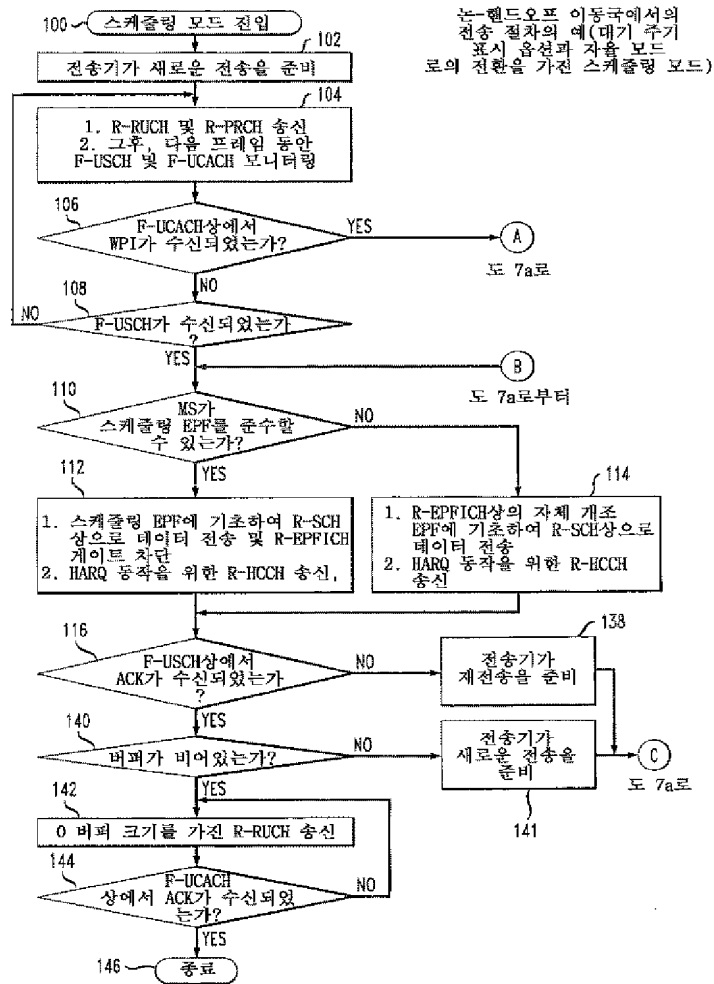 논-핸드오프 이동국에서의
전송 절차의 예(대기 주기
표시 옵션과 자율 모드
로의 전환을 가진 스케줄링 모드)
100
스케줄링 모드 진입
102
전송기가 새로운 전송을 준비
104
1. R-RUCH 및 R-PRCH 송신
2. 그후, 다음 프레임 동안
F-USCH 및 F-UCACH 모니터링
106
F-UCACH상에서
WPI가 수신되었는가?
YES
A
도 7a로
NO
108
NO
F-USCH가 수신되었는가
?
YES
B
도 7a로부터
110
MS가
스케줄링 EPF를 준수할
수 있는가?
NO
YES
112
1. 스케줄링 EPF에 기초하여 R-SCH
상으로 데이터 전송 및 R-EPFICH
게이트 차단
2. HARQ 동작을 위한 R-HCCH 송신,
114
1. R-EPFICH상의 자체 개조
EPF에 기초하여 R-SCH상으로
데이터 전송
2. HARQ 동작을 위한 R-HCCH
송신
116
F-USCH상에서
ACK가 수신되었는가
?
NO
138
전송기가
재전송을 준비
YES
140
버퍼가 비어있는가?
NO
전송기가
새로운 전송을
준비
141
C
도 7a로
YES
142
0 버퍼 크기를 가진 R-RUCH 송신
144
F-UCACH
상에서 ACK가 수신되었
는가?
NO
YES
146
종료